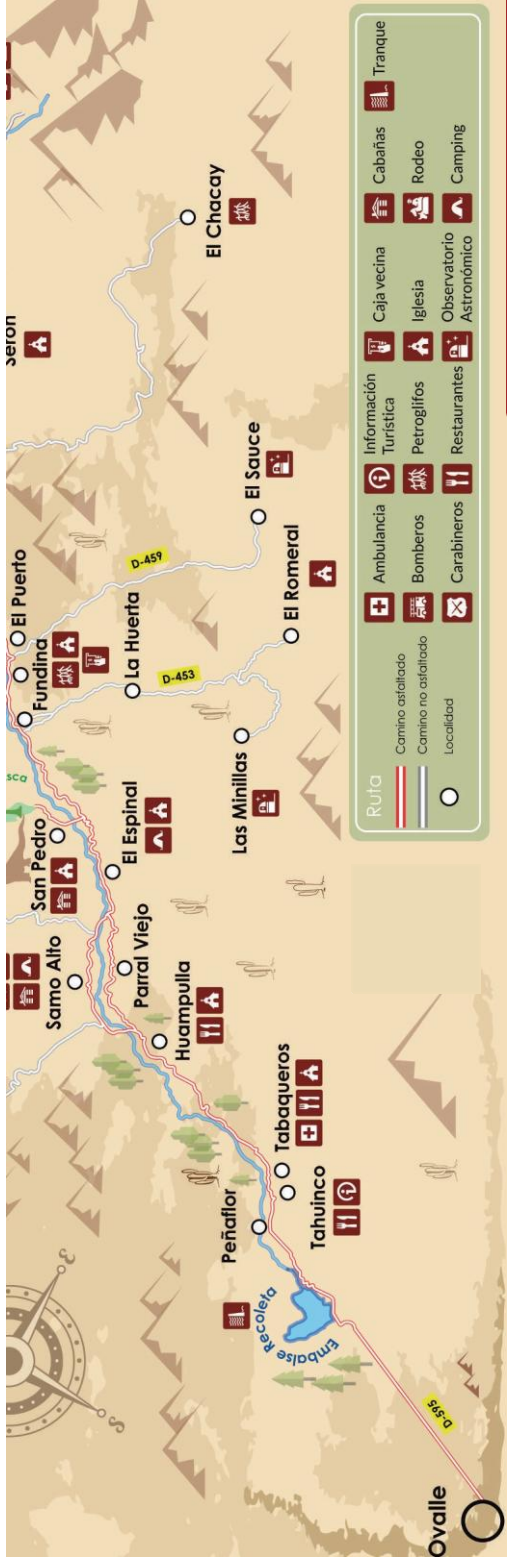 Serón
El Puerto
Fundina
San Pedro
Samo Alto
El Chacay
D-459
La Huerta
El Espinal
Parral Viejo
Huampulla
D-453
El Sauce
El Romeral
Las Minillas
Tabaqueros
Tahuinco
Peñaflor
Embalse Recoleta
D-595
Ovalle
E
S
Ruta
Camino asfaltado
Camino no asfaltado
Localidad
Ambulancia
Bomberos
Carabineros
Información
Turística
Petroglifos
Restaurantes
Caja vecina
Iglesia
Observatorio
Astronómico
Cabañas
Rodeo
Camping
Tranque